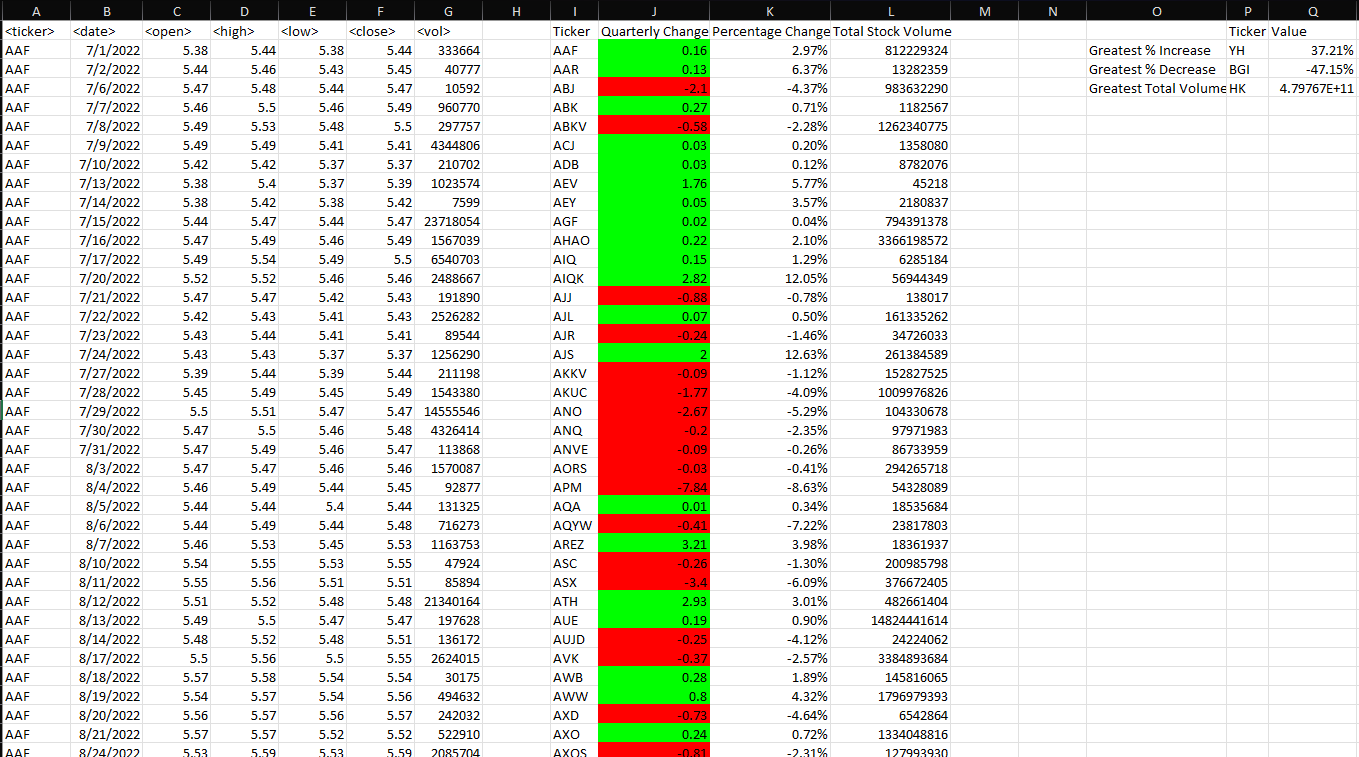 A B C D E F G H I J K L M N O P Q
<ticker> <date> <open> <high> <low> <close> <vol> Ticker Quarterly Change Percentage Change Total Stock Volume Ticker Value
AAF 7/1/2022 5.38 5.44 5.38 5.44 333664 AAF 0.16 2.97% 812229324 Greatest % Increase YH 37.21%
AAF 7/2/2022 5.44 5.46 5.43 5.45 40777 AAR 0.13 6.37% 13282359 Greatest % Decrease BGI -47.15%
AAF 7/6/2022 5.47 5.48 5.44 5.47 10592 ABJ -2.1 -4.37% 983632290 Greatest Total Volume HK 4.79767E+11
AAF 7/7/2022 5.46 5.5 5.46 5.49 960770 ABK 0.27 0.71% 1182567
AAF 7/8/2022 5.49 5.53 5.48 5.5 297757 ABKV -0.58 -2.28% 1262340775
AAF 7/9/2022 5.49 5.49 5.41 5.41 4344806 ACJ 0.03 0.20% 1358080
AAF 7/10/2022 5.42 5.42 5.37 5.37 210702 ADB 0.03 0.12% 8782076
AAF 7/13/2022 5.38 5.4 5.37 5.39 1023574 AEV 1.76 5.77% 45218
AAF 7/14/2022 5.38 5.42 5.38 5.42 7599 AEY 0.05 3.57% 2180837
AAF 7/15/2022 5.44 5.47 5.44 5.47 23718054 AGF 0.02 0.04% 794391378
AAF 7/16/2022 5.47 5.49 5.46 5.49 1567039 AHAO 0.22 2.10% 3366198572
AAF 7/17/2022 5.49 5.54 5.49 5.5 6540703 AIQ 0.15 1.29% 6285184
AAF 7/20/2022 5.52 5.52 5.46 5.46 2488667 AIQK 2.82 12.05% 56944349
AAF 7/21/2022 5.47 5.47 5.42 5.43 191890 AJJ -0.88 -0.78% 138017
AAF 7/22/2022 5.42 5.43 5.41 5.43 2526282 AJL 0.07 0.50% 161335262
AAF 7/23/2022 5.43 5.44 5.41 5.41 89544 AJR -0.24 -1.46% 34726033
AAF 7/24/2022 5.43 5.43 5.37 5.37 1256290 AJS 2 12.63% 261384589
AAF 7/27/2022 5.39 5.44 5.39 5.44 211198 AKKV -0.09 -1.12% 152827525
AAF 7/28/2022 5.45 5.49 5.45 5.49 1543380 AKUC -1.77 -4.09% 1009976826
AAF 7/29/2022 5.5 5.51 5.47 5.47 14555546 ANO -2.67 -5.29% 104330678
AAF 7/30/2022 5.47 5.5 5.46 5.48 4326414 ANQ -0.2 -2.35% 97971983
AAF 7/31/2022 5.47 5.49 5.46 5.47 113868 ANVE -0.09 -0.26% 86733959
AAF 8/3/2022 5.47 5.47 5.46 5.46 1570087 AORS -0.03 -0.41% 294265718
AAF 8/4/2022 5.46 5.49 5.44 5.45 92877 APM -7.84 -8.63% 54328089
AAF 8/5/2022 5.44 5.44 5.4 5.44 131325 AQA 0.01 0.34% 18535684
AAF 8/6/2022 5.44 5.49 5.44 5.48 716273 AQYW -0.41 -7.22% 23817803
AAF 8/7/2022 5.46 5.53 5.45 5.53 1163753 AREZ 3.21 3.98% 18361937
AAF 8/10/2022 5.54 5.55 5.53 5.55 47924 ASC -0.26 -1.30% 200985798
AAF 8/11/2022 5.55 5.56 5.51 5.51 85894 ASX -3.4 -6.09% 376672405
AAF 8/12/2022 5.51 5.52 5.48 5.48 21340164 ATH 2.93 3.01% 482661404
AAF 8/13/2022 5.49 5.5 5.47 5.47 197628 AUE 0.19 0.90% 14824441614
AAF 8/14/2022 5.48 5.52 5.48 5.51 136172 AUJD -0.25 -4.12% 24224062
AAF 8/17/2022 5.5 5.56 5.5 5.55 2624015 AVK -0.37 -2.57% 3384893684
AAF 8/18/2022 5.57 5.58 5.54 5.54 30175 AWB 0.28 1.89% 145816065
AAF 8/19/2022 5.54 5.57 5.54 5.56 494632 AWW 0.8 4.32% 1796979393
AAF 8/20/2022 5.56 5.57 5.56 5.57 242032 AXD -0.73 -4.64% 6542864
AAF 8/21/2022 5.57 5.57 5.52 5.52 522910 AXO 0.24 0.72% 1334048816
AAF 8/24/2022 5.53 5.59 5.53 5.59 2085704 AXOS -0.81 -2.31% 127993930